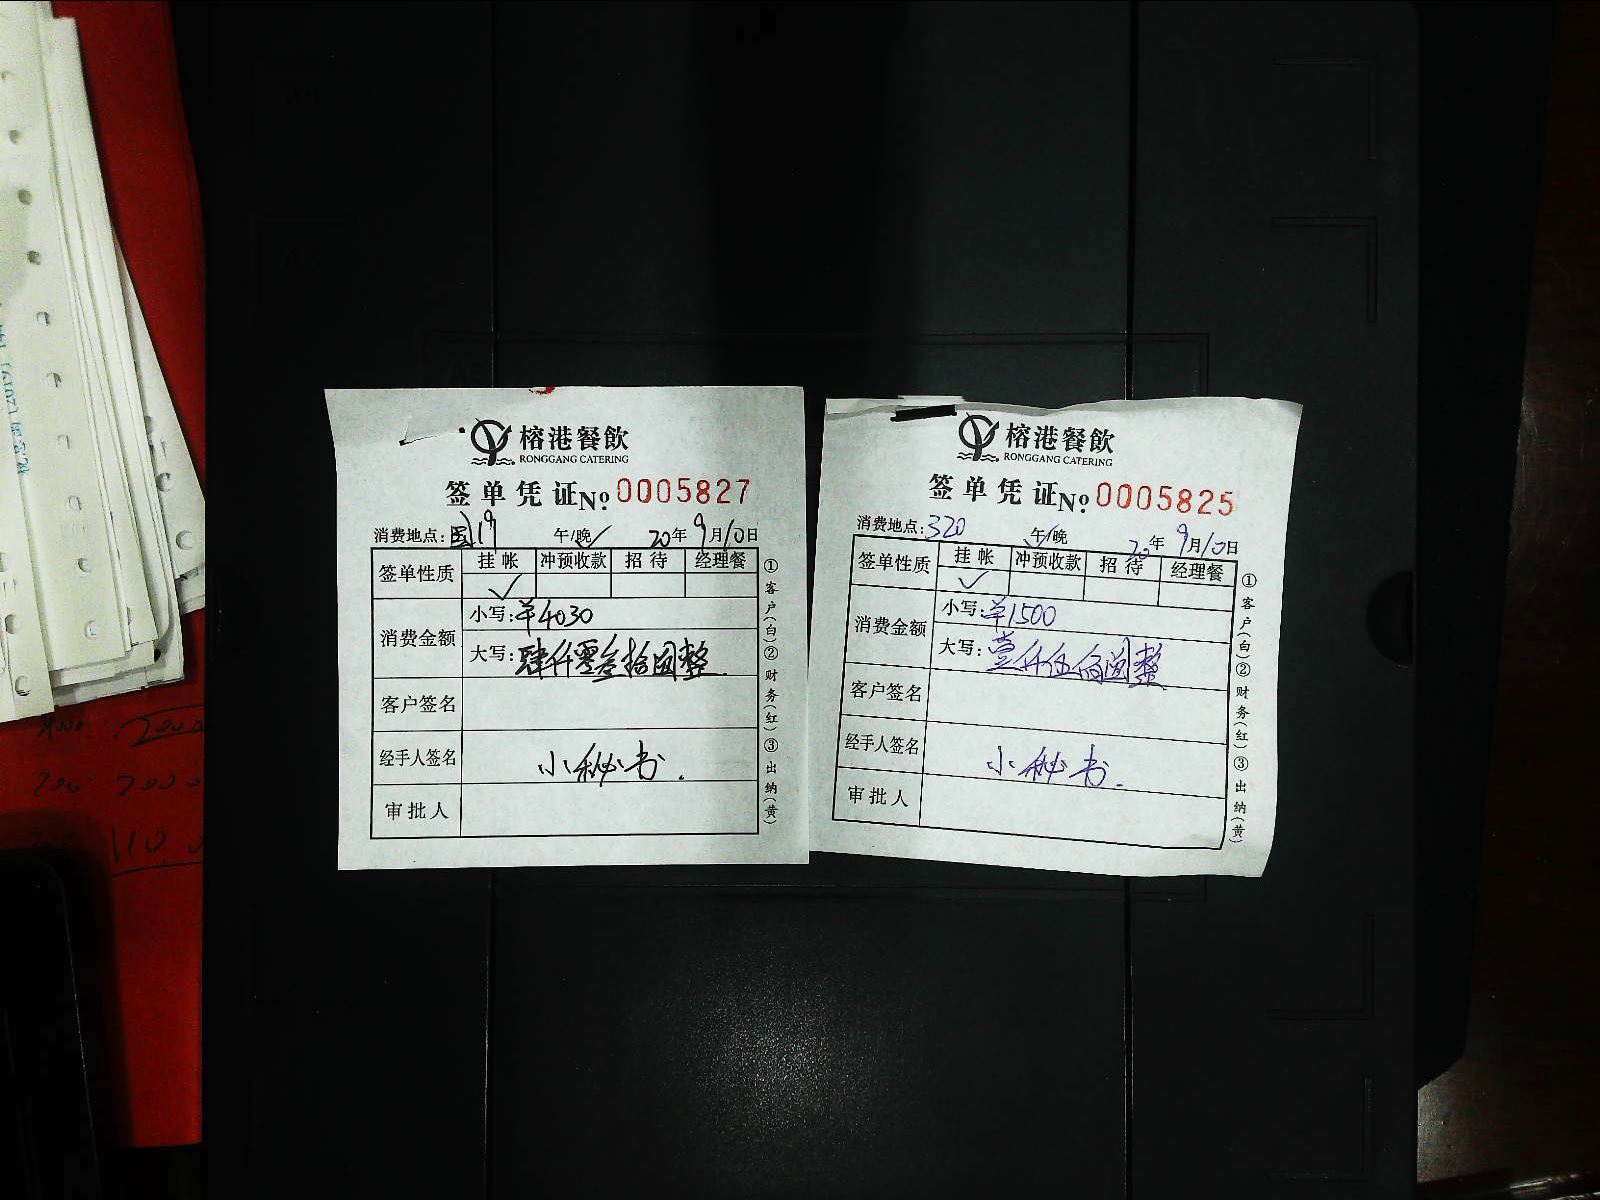 榕港餐飲
RONGGANG CATERING
签单凭证 No. 0005827
消费地点: 国19 午/晚✓ 20年9月10日
签单性质 挂帐 冲预收款 招待 经理餐
✓
消费金额 小写:¥4030
大写:肆仟零叁拾圆整
客户签名
经手人签名 小秘书.
审批人
①客户(白)②财务(红)③出纳(黄)
榕港餐飲
RONGGANG CATERING
签单凭证 No. 0005825
消费地点: 320 午✓/晚 20年9月10日
签单性质 挂帐 冲预收款 招待 经理餐
✓
消费金额 小写:¥1500
大写:壹仟伍佰圆整
客户签名
经手人签名 小秘书.
审批人
①客户(白)②财务(红)③出纳(黄)